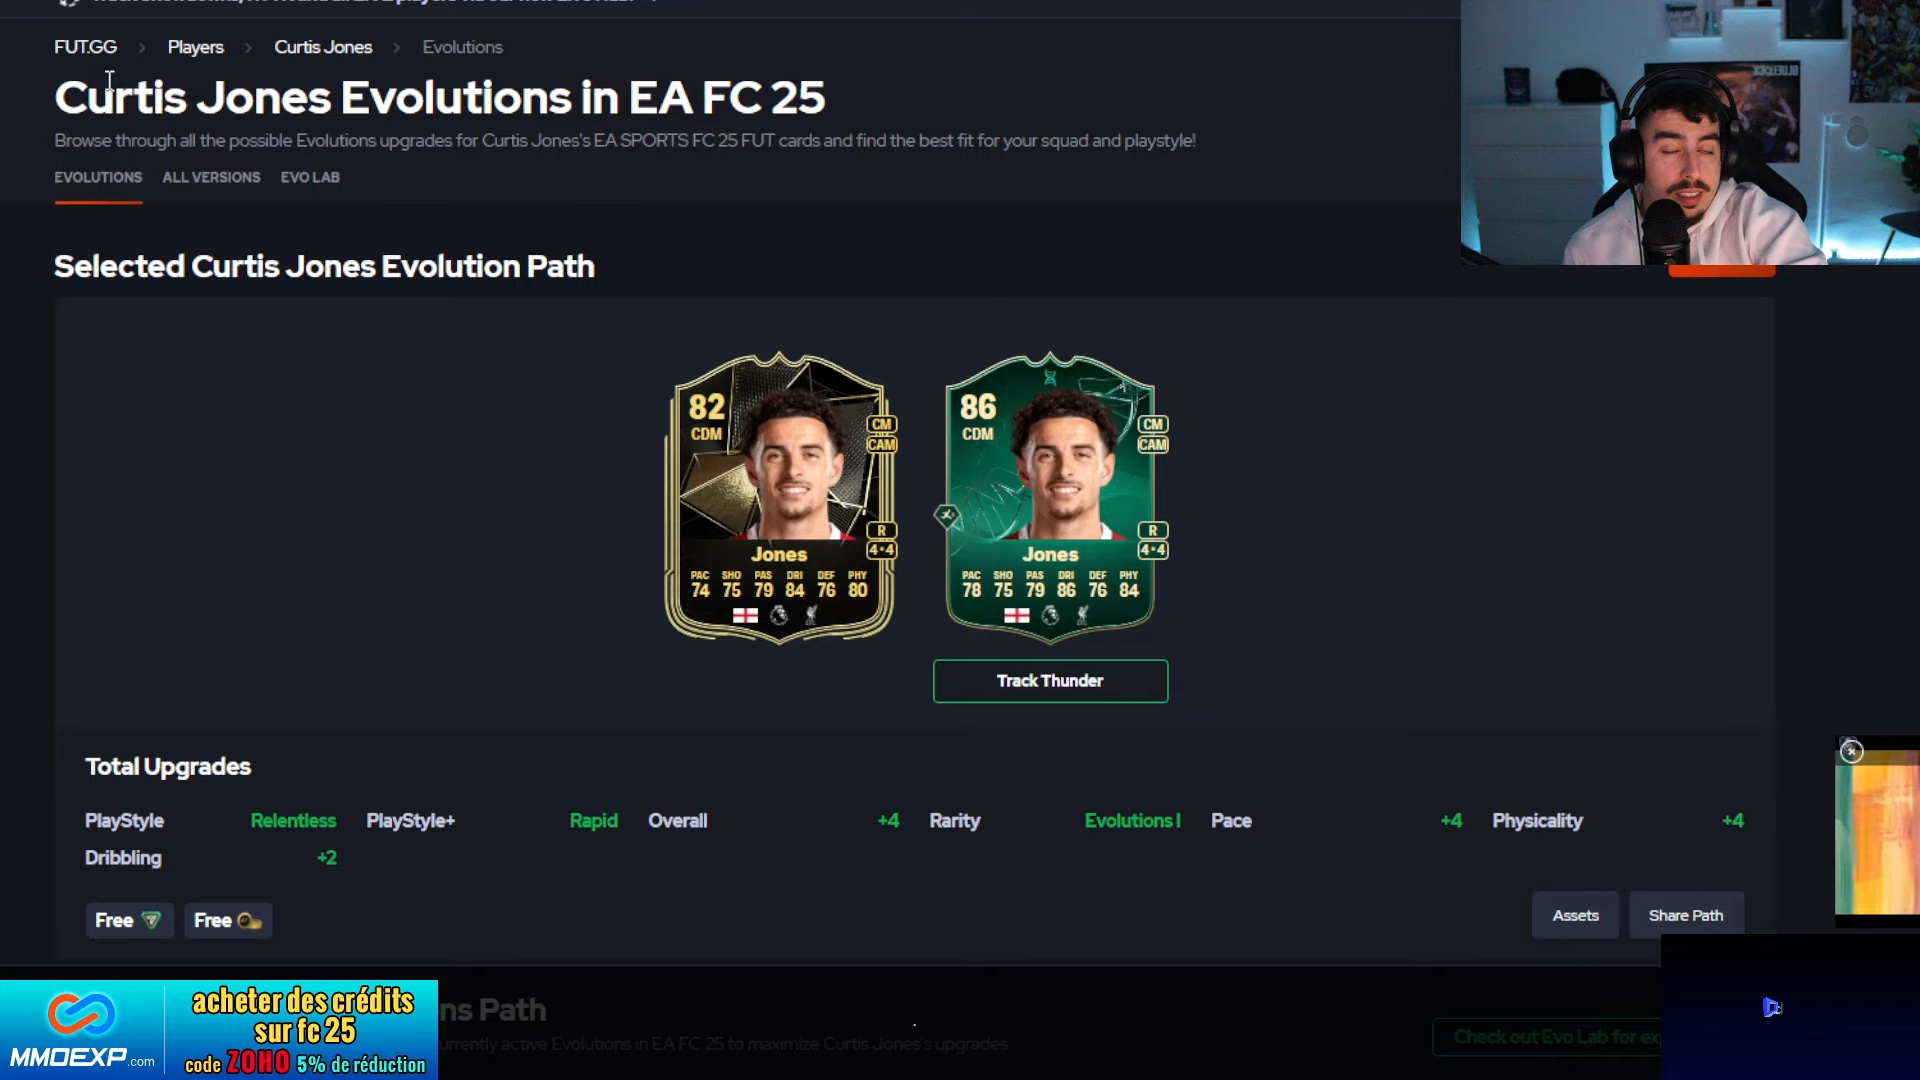 FUT.GG > Players > Curtis Jones > Evolutions
Curtis Jones Evolutions in EA FC 25
Browse through all the possible Evolutions upgrades for Curtis Jones's EA SPORTS FC 25 FUT cards and find the best fit for your squad and playstyle!
EVOLUTIONS ALL VERSIONS EVO LAB
Selected Curtis Jones Evolution Path
82
CDM
CM
CAM
R
4•4
Jones
PAC SHO PAS DRI DEF PHY
74 75 79 84 76 80
86
CDM
CM
CAM
R
4•4
Jones
PAC SHO PAS DRI DEF PHY
78 75 79 86 76 84
Track Thunder
Total Upgrades
PlayStyle Relentless PlayStyle+ Rapid Overall +4 Rarity Evolutions I Pace +4 Physicality +4
Dribbling +2
Free Free
Assets Share Path
ns Path
urrently active Evolutions in EA FC 25 to maximize Curtis Jones's upgrades
Check out Evo Lab for
MMOEXP.com
acheter des crédits
sur fc 25
code ZOHO 5% de réduction